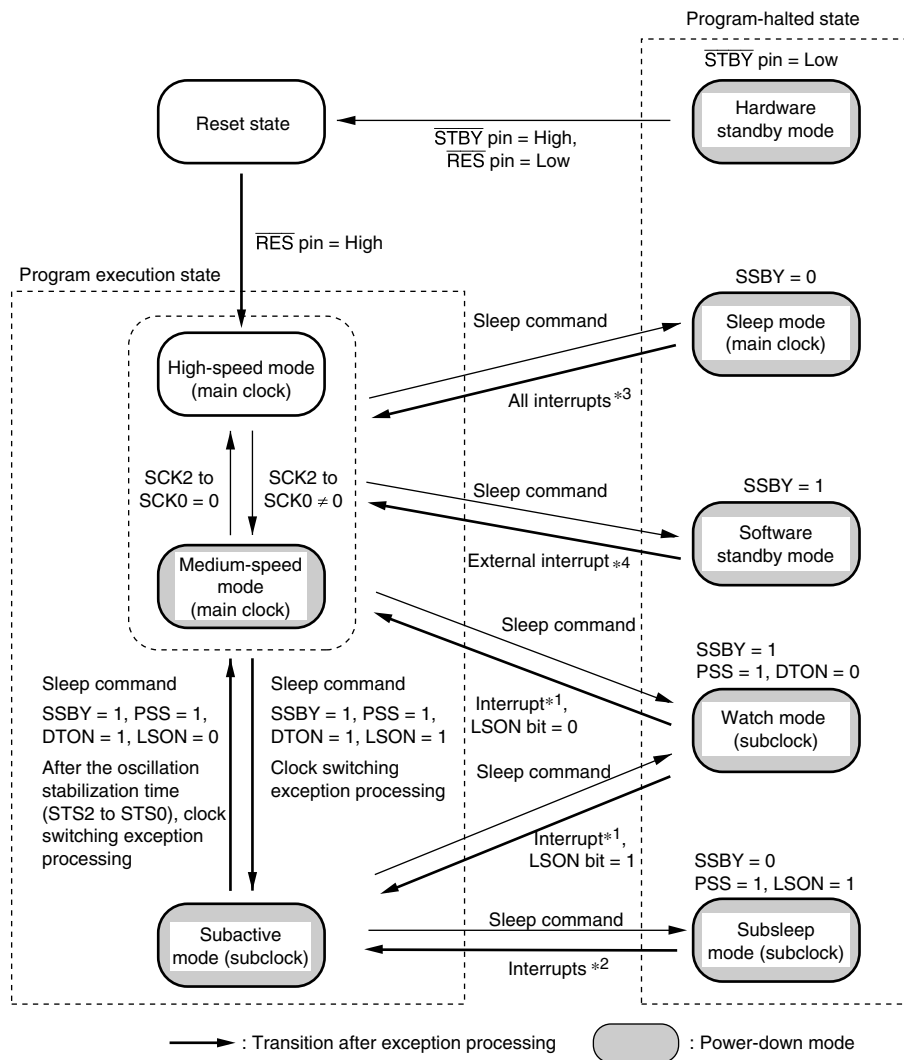 Program-halted state
STBY pin = Low
Hardware
standby mode
Reset state
STBY pin = High,
RES pin = Low
RES pin = High
Program execution state
SSBY = 0
Sleep mode
(main clock)
Sleep command
High-speed mode
(main clock)
All interrupts *3
SCK2 to
SCK0 = 0
SCK2 to
SCK0 ≠ 0
Sleep command
SSBY = 1
Software
standby mode
External interrupt *4
Medium-speed
mode
(main clock)
Sleep command
SSBY = 1
PSS = 1, DTON = 0
Watch mode
(subclock)
Interrupt*1,
LSON bit = 0
Sleep command
SSBY = 1, PSS = 1,
DTON = 1, LSON = 0
After the oscillation
stabilization time
(STS2 to STS0), clock
switching exception
processing
Sleep command
SSBY = 1, PSS = 1,
DTON = 1, LSON = 1
Clock switching
exception processing
Sleep command
Interrupt*1,
LSON bit = 1
SSBY = 0
PSS = 1, LSON = 1
Subactive
mode (subclock)
Sleep command
Interrupts *2
Subsleep
mode (subclock)
: Transition after exception processing
: Power-down mode